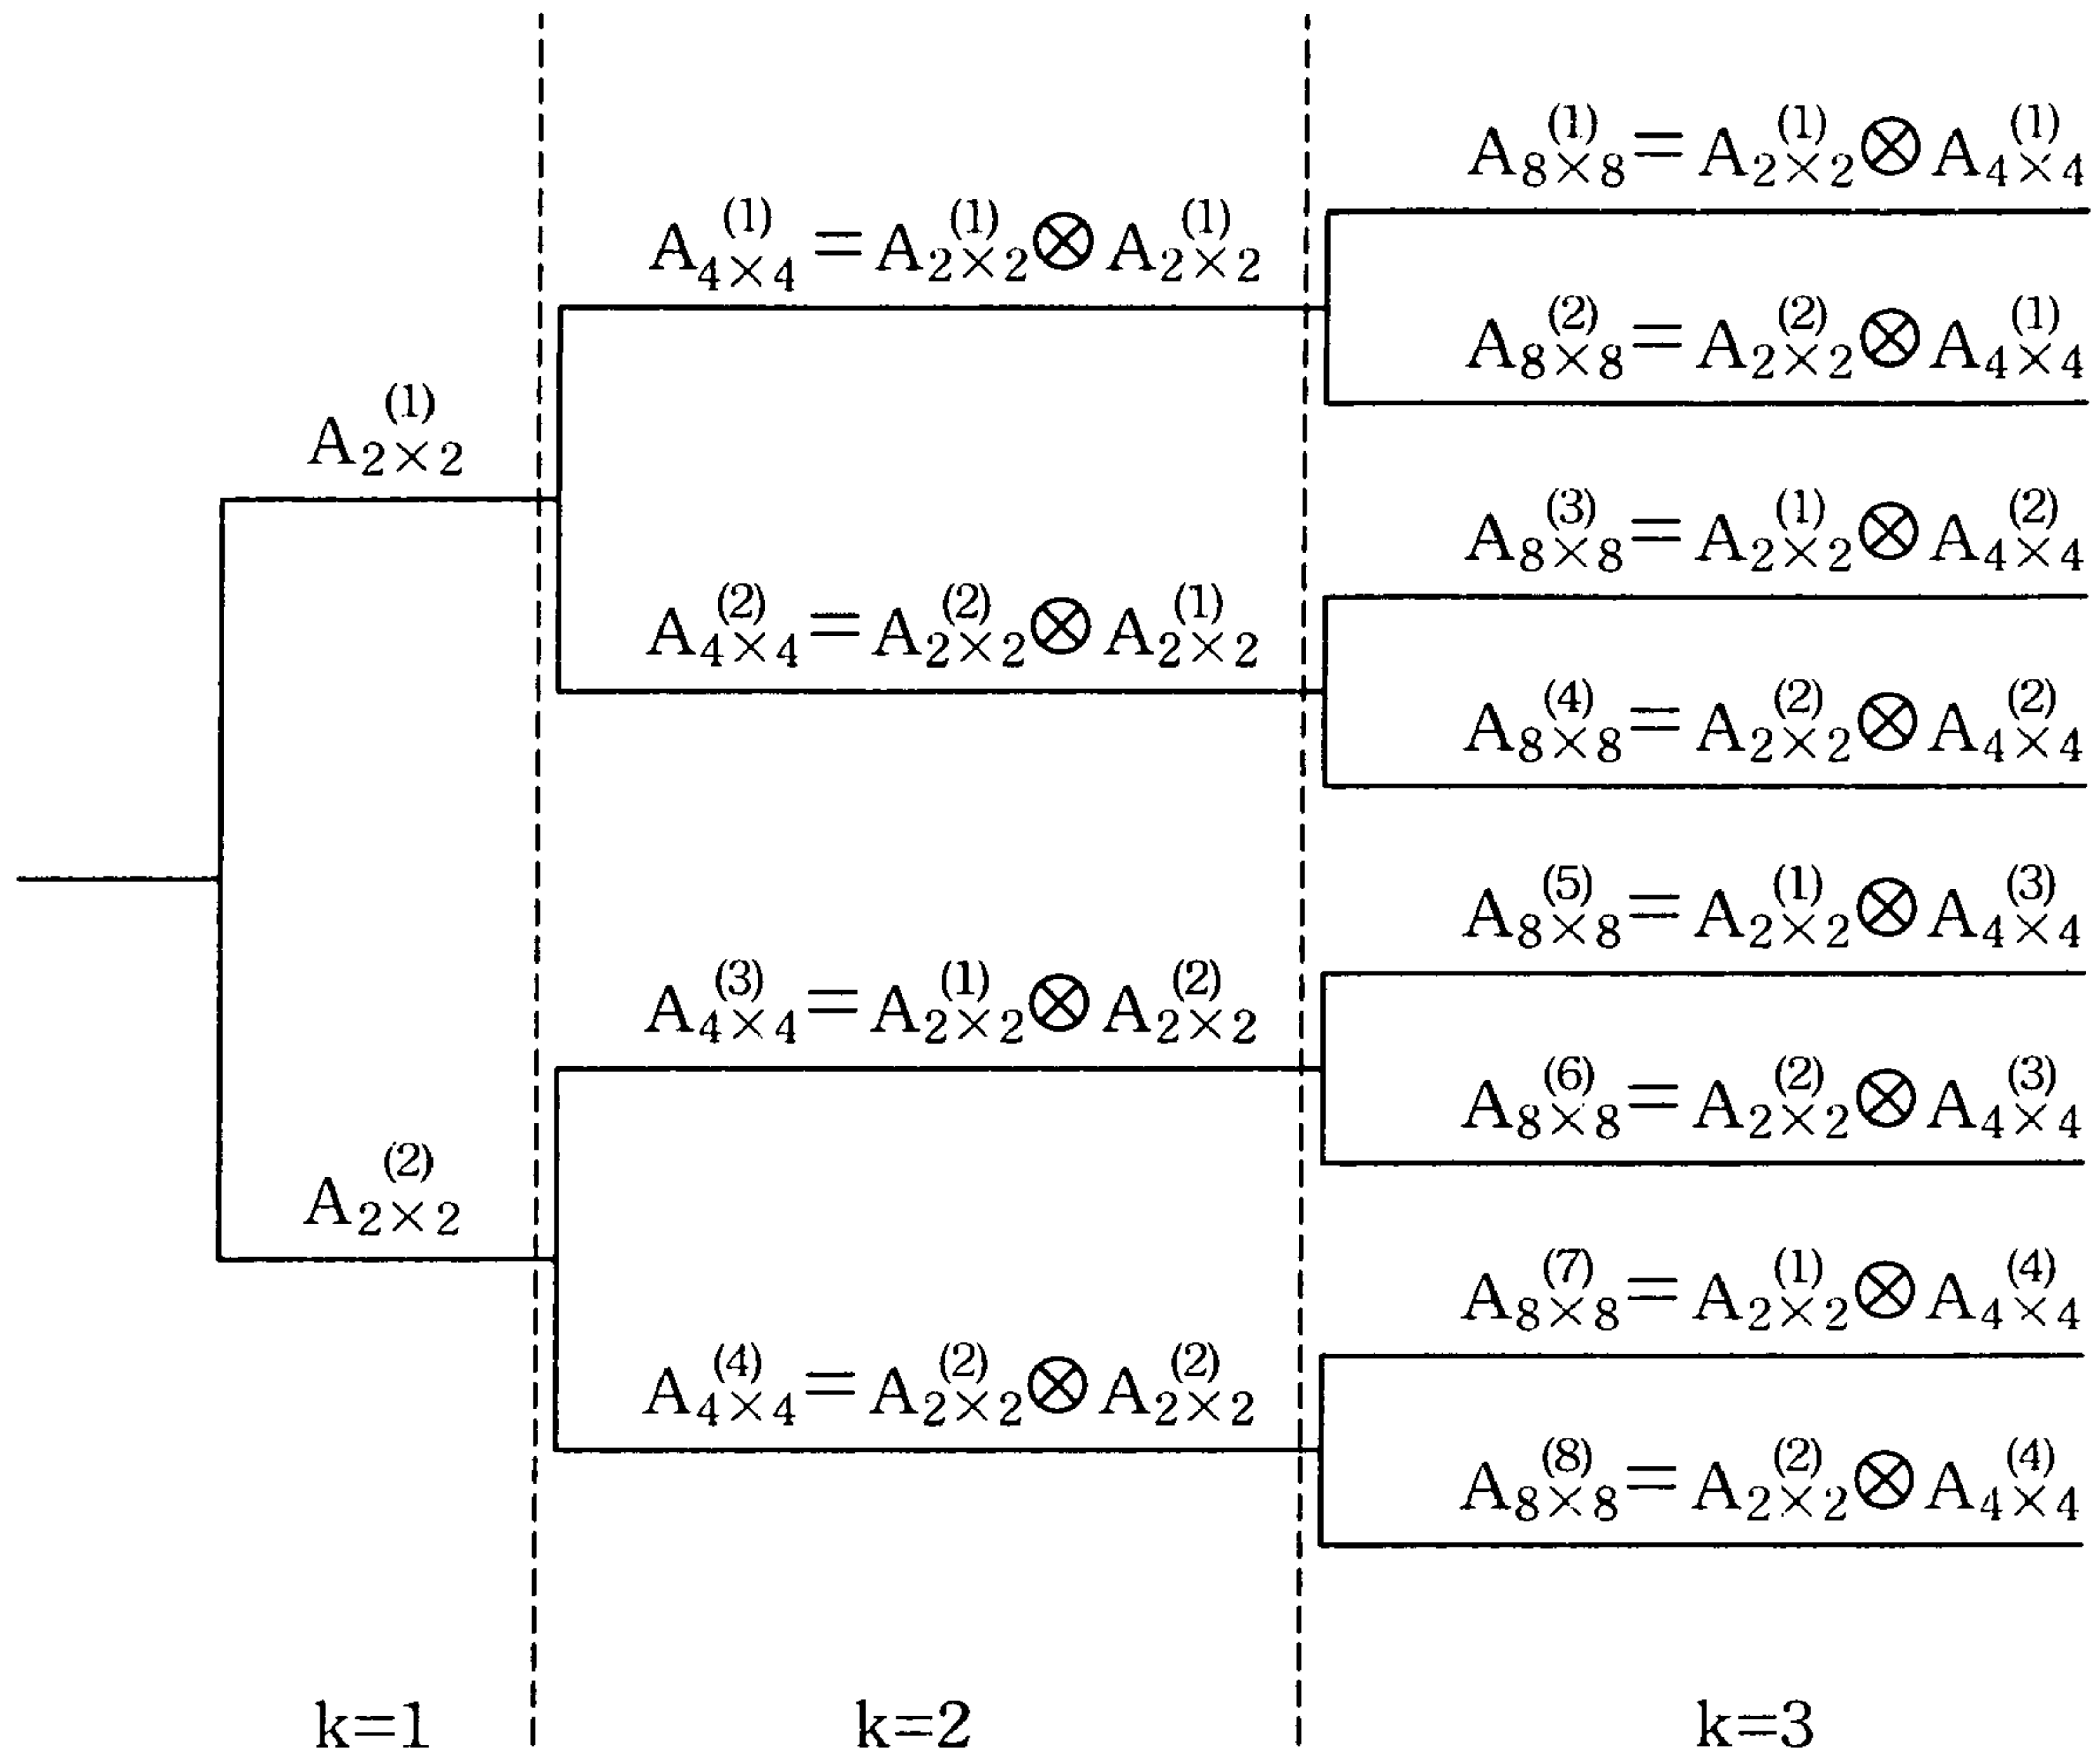 A_{2×2}^{(1)}
A_{2×2}^{(2)}
k=1
A_{4×4}^{(1)}=A_{2×2}^{(1)}⊗A_{2×2}^{(1)}
A_{4×4}^{(2)}=A_{2×2}^{(2)}⊗A_{2×2}^{(1)}
A_{4×4}^{(3)}=A_{2×2}^{(1)}⊗A_{2×2}^{(2)}
A_{4×4}^{(4)}=A_{2×2}^{(2)}⊗A_{2×2}^{(2)}
k=2
A_{8×8}^{(1)}=A_{2×2}^{(1)}⊗A_{4×4}^{(1)}
A_{8×8}^{(2)}=A_{2×2}^{(2)}⊗A_{4×4}^{(1)}
A_{8×8}^{(3)}=A_{2×2}^{(1)}⊗A_{4×4}^{(2)}
A_{8×8}^{(4)}=A_{2×2}^{(2)}⊗A_{4×4}^{(2)}
A_{8×8}^{(5)}=A_{2×2}^{(1)}⊗A_{4×4}^{(3)}
A_{8×8}^{(6)}=A_{2×2}^{(2)}⊗A_{4×4}^{(3)}
A_{8×8}^{(7)}=A_{2×2}^{(1)}⊗A_{4×4}^{(4)}
A_{8×8}^{(8)}=A_{2×2}^{(2)}⊗A_{4×4}^{(4)}
k=3